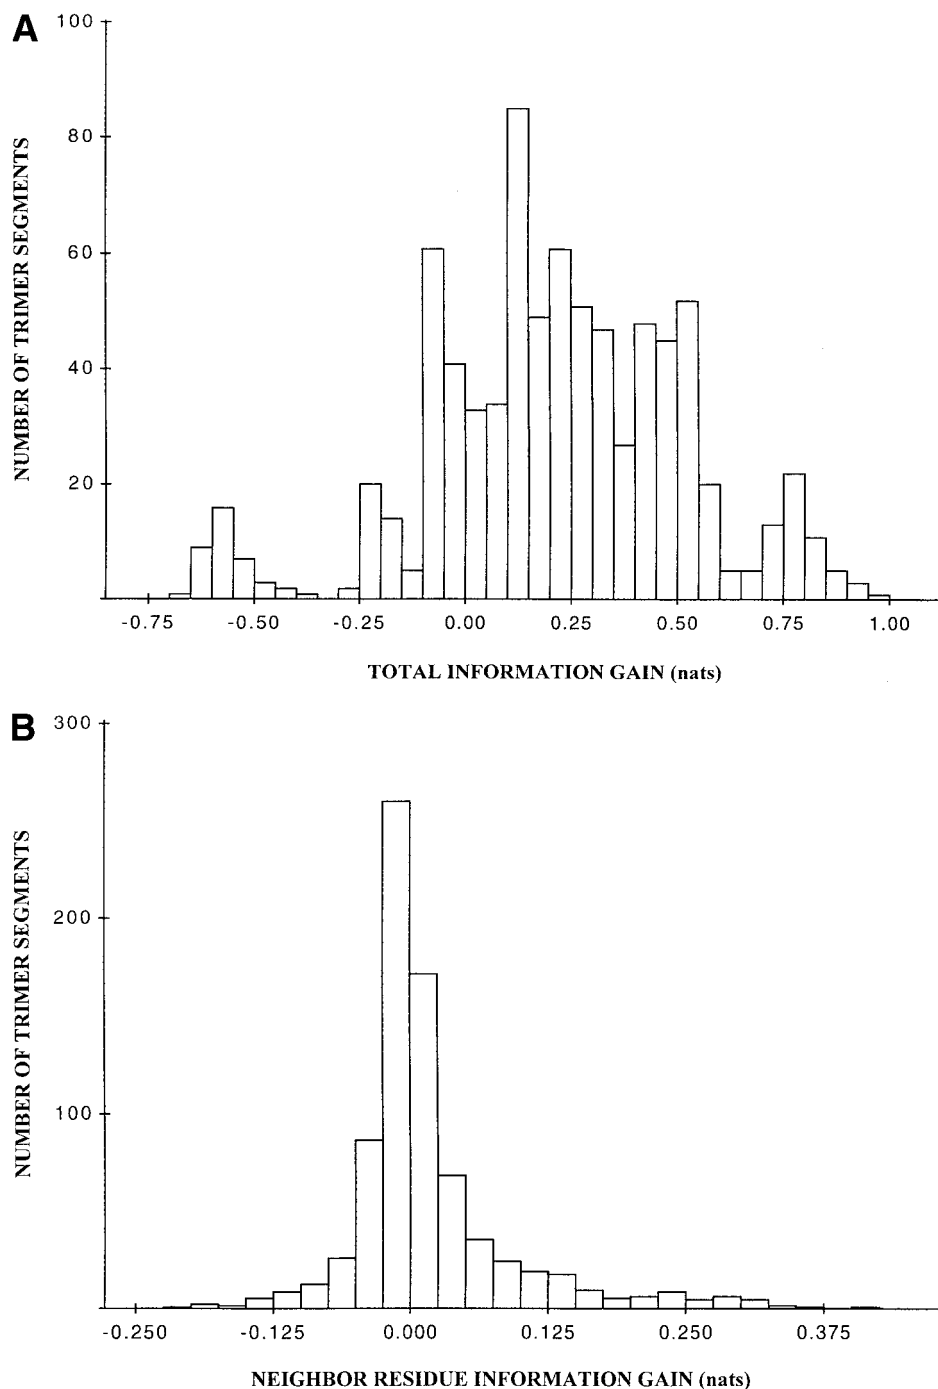 A
100
80
60
40
20
NUMBER OF TRIMER SEGMENTS
-0.75 -0.50 -0.25 0.00 0.25 0.50 0.75 1.00
TOTAL INFORMATION GAIN (nats)
B
300
200
100
NUMBER OF TRIMER SEGMENTS
-0.250 -0.125 0.000 0.125 0.250 0.375
NEIGHBOR RESIDUE INFORMATION GAIN (nats)